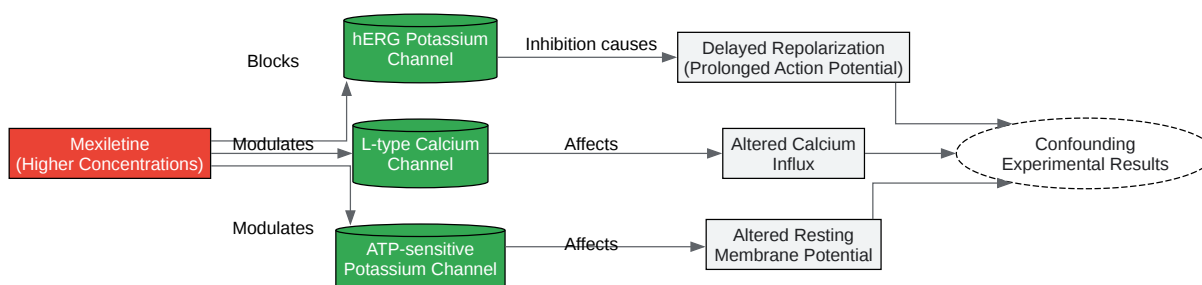 hERG Potassium
Channel
Inhibition causes
Delayed Repolarization
(Prolonged Action Potential)
Blocks
Mexiletine
(Higher Concentrations)
Modulates
L-type Calcium
Channel
Affects
Altered Calcium
Influx
Confounding
Experimental Results
Modulates
ATP-sensitive
Potassium Channel
Affects
Altered Resting
Membrane Potential